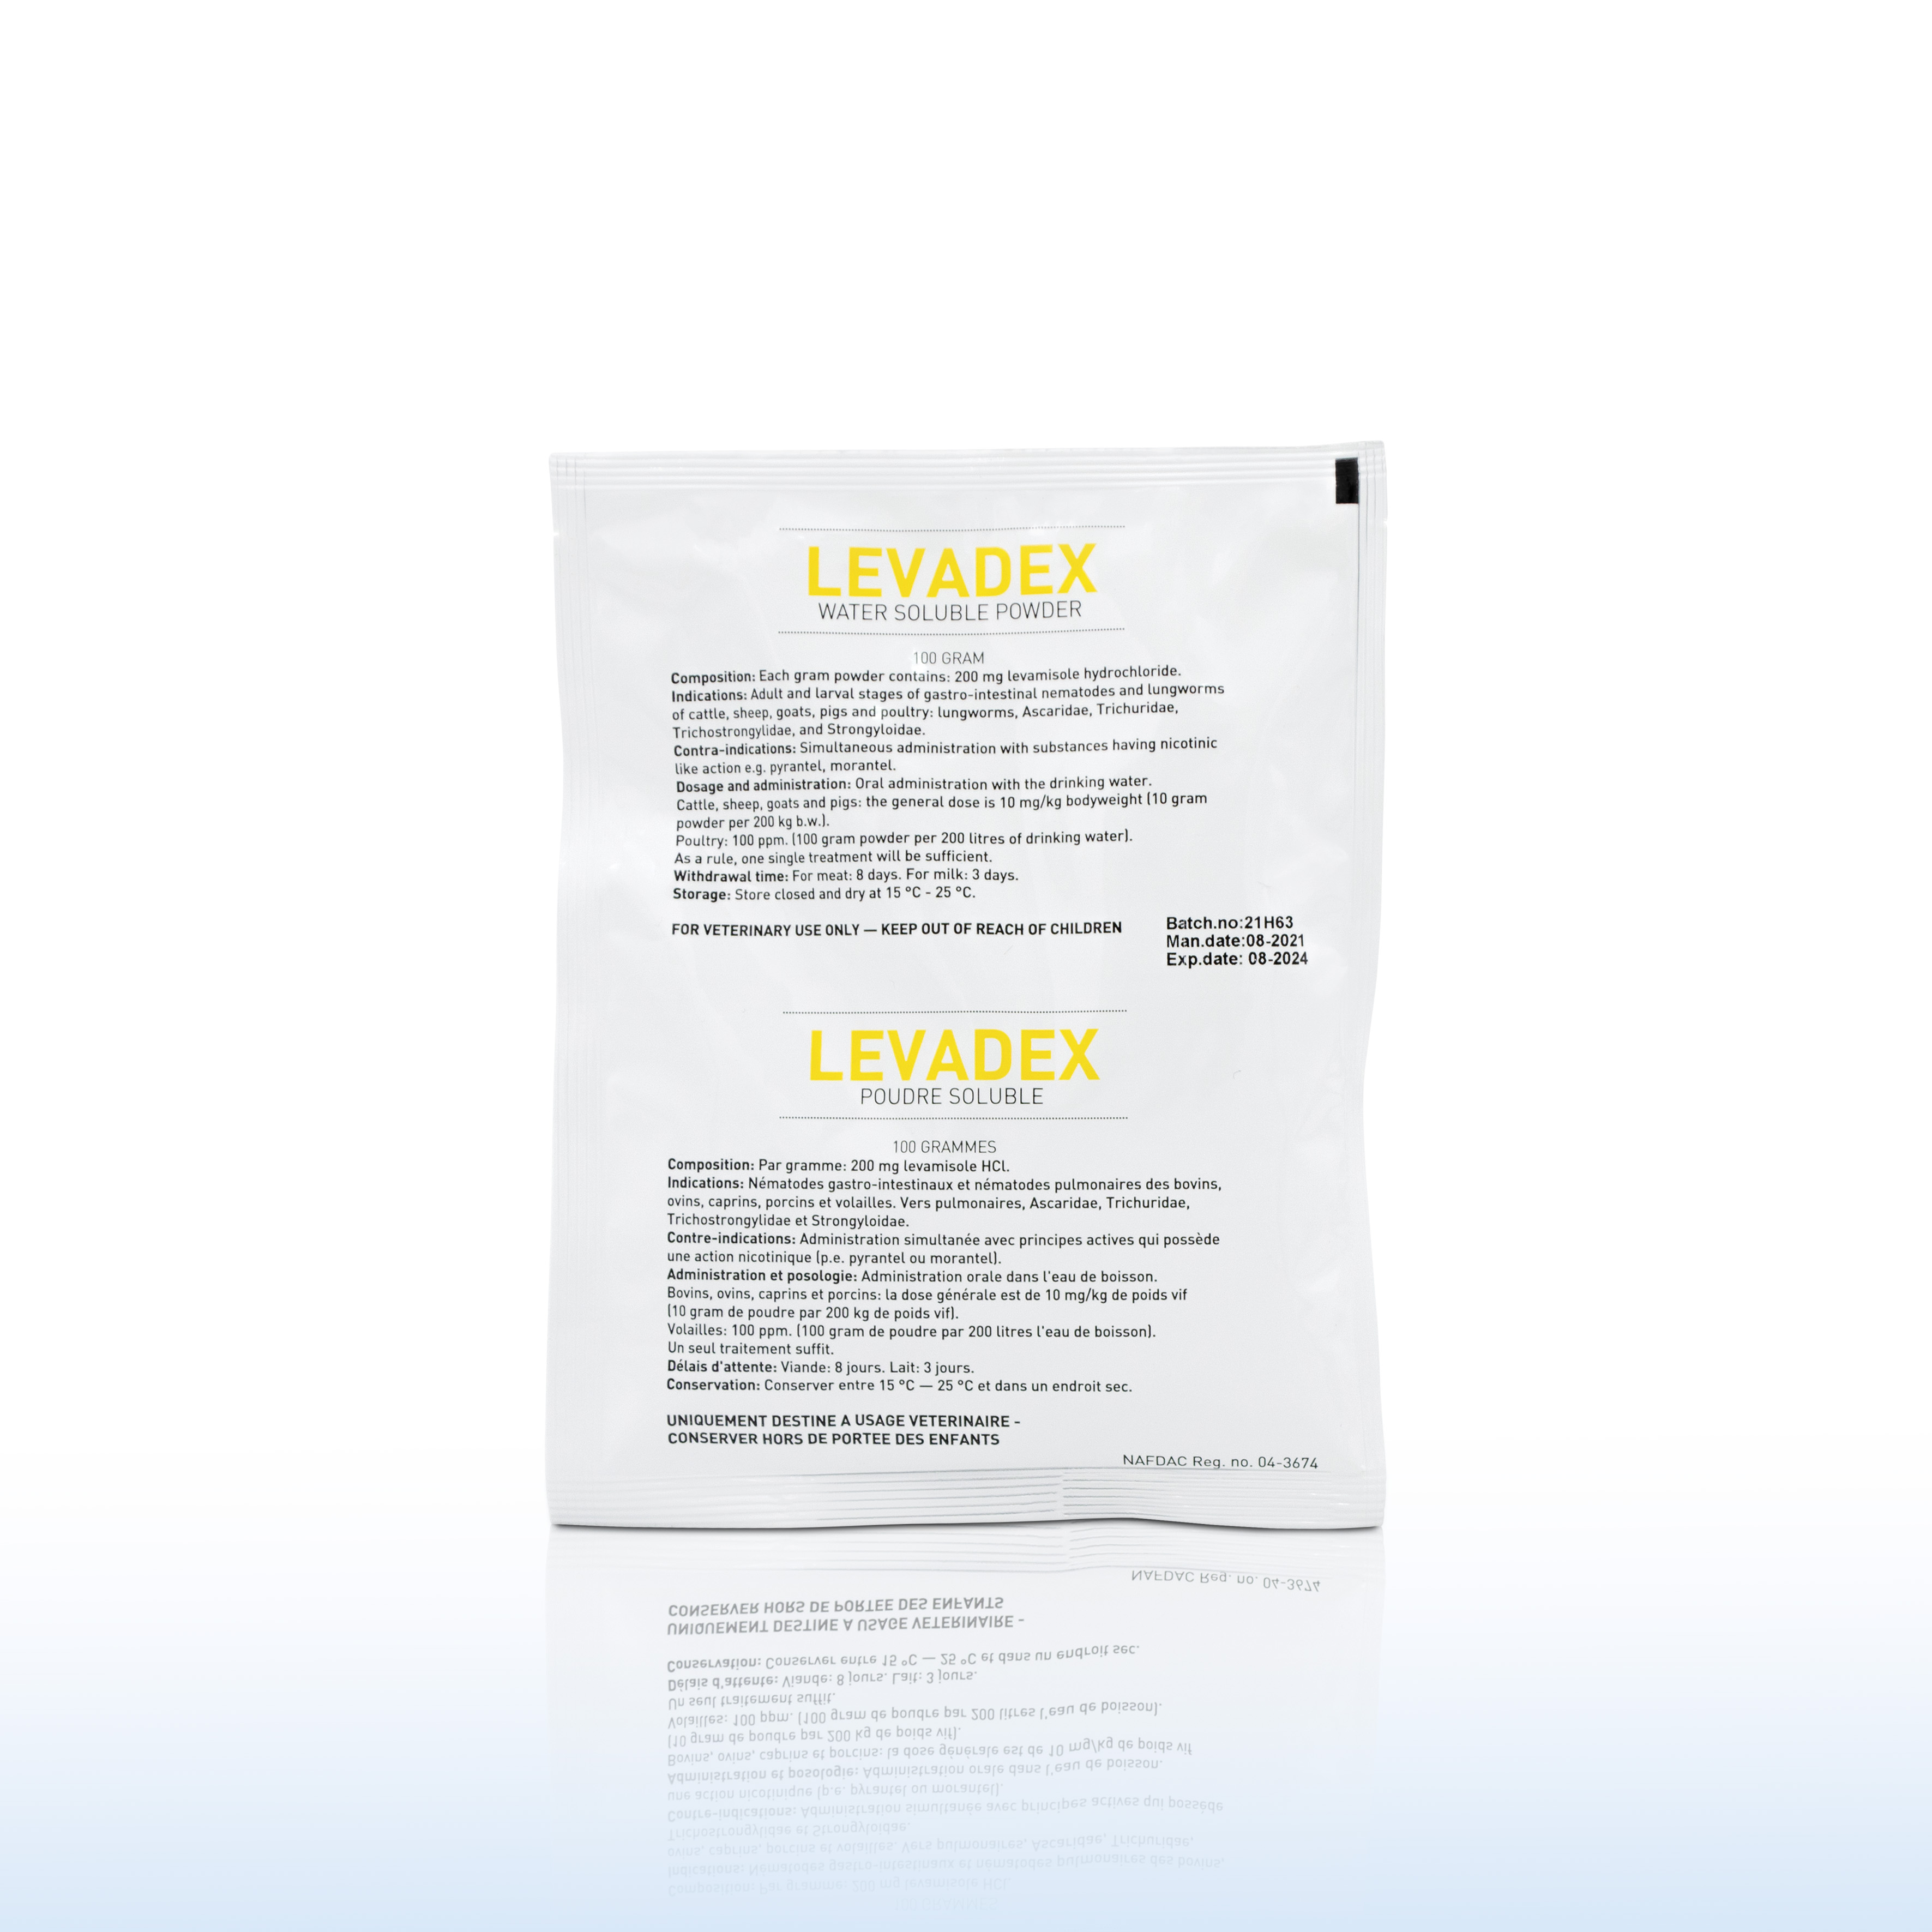 LEVADEX
WATER SOLUBLE POWDER
100 GRAM
Composition: Each gram powder contains: 200 mg levamisole hydrochloride.
Indications: Adult and larval stages of gastro-intestinal nematodes and lungworms
of cattle, sheep, goats, pigs and poultry: lungworms, Ascaridae, Trichuridae,
Trichostrongylidae, and Strongyloidae.
Contra-indications: Simultaneous administration with substances having nicotinic
like action e.g. pyrantel, morantel.
Dosage and administration: Oral administration with the drinking water.
Cattle, sheep, goats and pigs: the general dose is 10 mg/kg bodyweight (10 gram
powder per 200 kg b.w.).
Poultry: 100 ppm. (100 gram powder per 200 litres of drinking water).
As a rule, one single treatment will be sufficient.
Withdrawal time: For meat: 8 days. For milk: 3 days.
Storage: Store closed and dry at 15 °C - 25 °C.
FOR VETERINARY USE ONLY — KEEP OUT OF REACH OF CHILDREN
Batch.no:21H63
Man.date:08-2021
Exp.date: 08-2024
LEVADEX
POUDRE SOLUBLE
100 GRAMMES
Composition: Par gramme: 200 mg levamisole HCl.
Indications: Nématodes gastro-intestinaux et nématodes pulmonaires des bovins,
ovins, caprins, porcins et volailles. Vers pulmonaires, Ascaridae, Trichuridae,
Trichostrongylidae et Strongyloidae.
Contre-indications: Administration simultanée avec principes actives qui possède
une action nicotinique (p.e. pyrantel ou morantel).
Administration et posologie: Administration orale dans l'eau de boisson.
Bovins, ovins, caprins et porcins: la dose générale est de 10 mg/kg de poids vif
(10 gram de poudre par 200 kg de poids vif).
Volailles: 100 ppm. (100 gram de poudre par 200 litres l'eau de boisson).
Un seul traitement suffit.
Délais d'attente: Viande: 8 jours. Lait: 3 jours.
Conservation: Conserver entre 15 °C — 25 °C et dans un endroit sec.
UNIQUEMENT DESTINE A USAGE VETERINAIRE -
CONSERVER HORS DE PORTEE DES ENFANTS
NAFDAC Reg. no. 04-3674